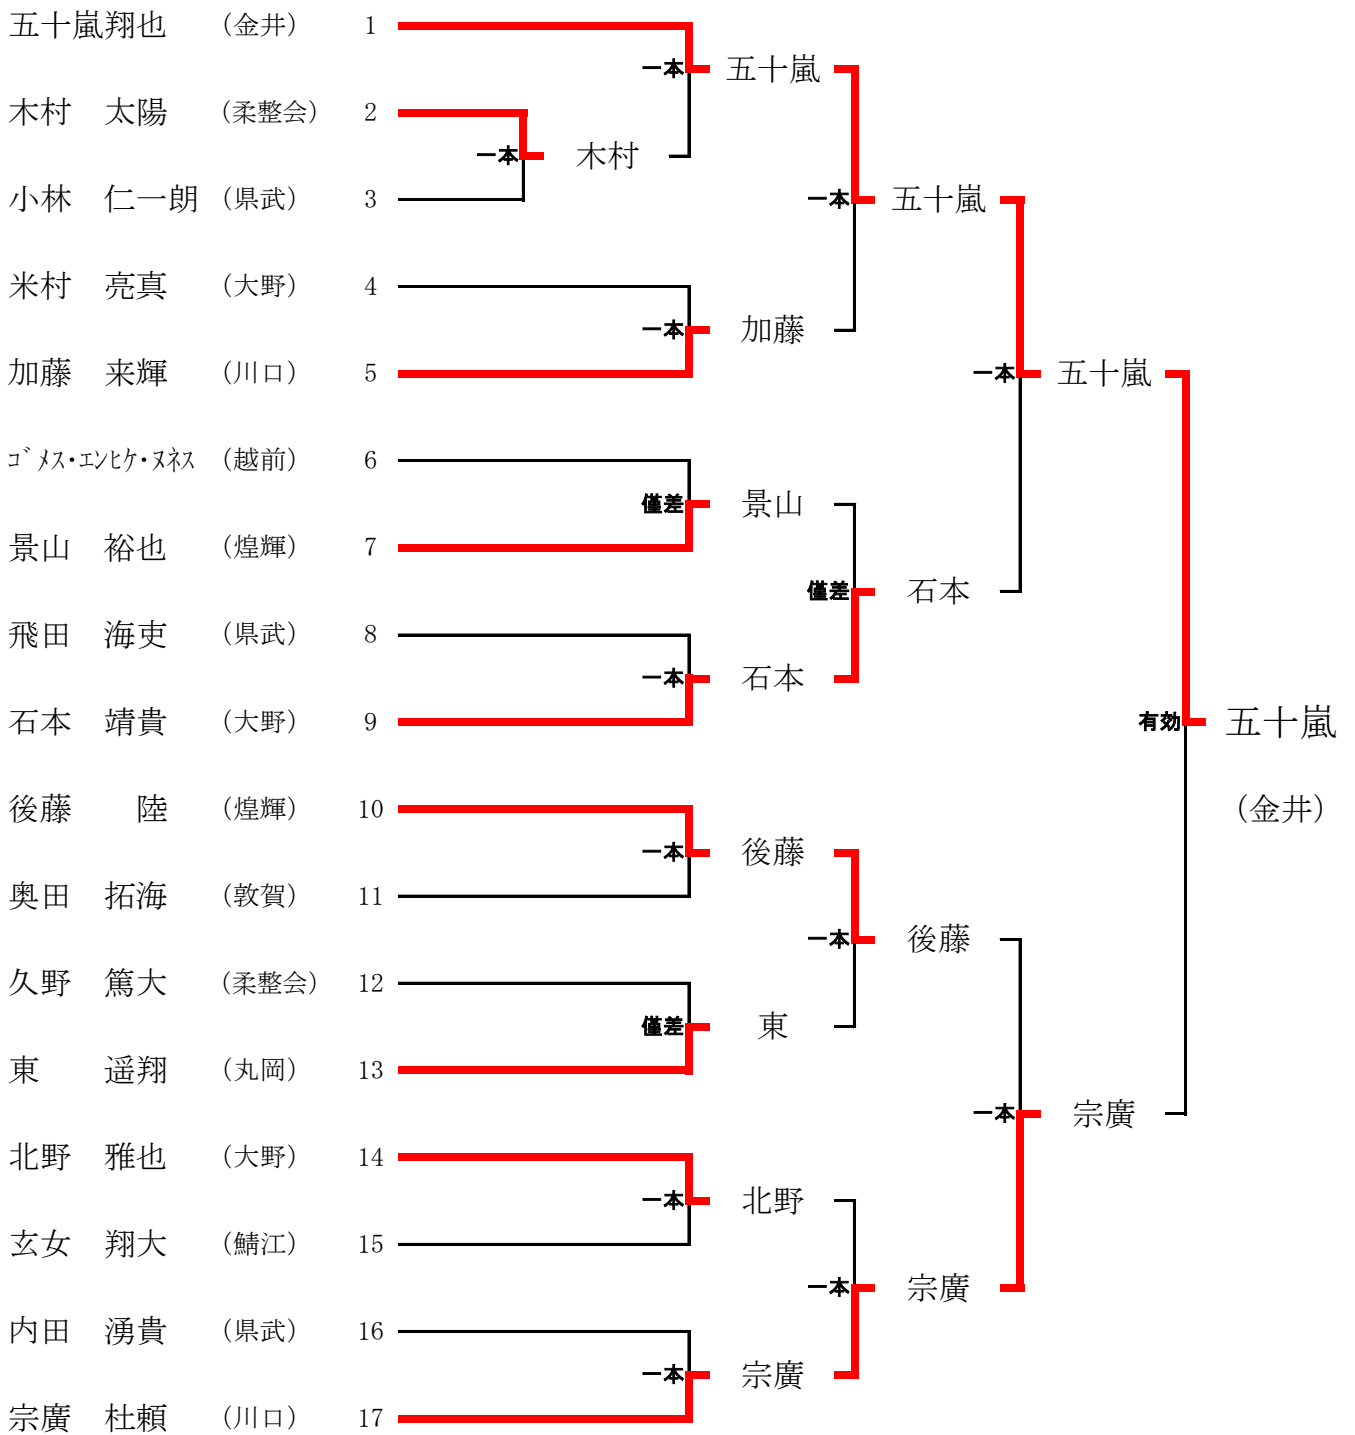 五十嵐翔也 （金井） 1
一本 五十嵐
木村 太陽 （柔整会） 2
一本 木村
小林 仁一朗 （県武） 3
一本 五十嵐
米村 亮真 （大野） 4
一本 加藤
加藤 来輝 （川口） 5
一本 五十嵐
ｺﾞﾒｽ・ｴﾝﾋｹ・ﾇﾈｽ （越前） 6
僅差 景山
景山 裕也 （煌輝） 7
僅差 石本
飛田 海吏 （県武） 8
一本 石本
石本 靖貴 （大野） 9
有効 五十嵐
後藤 陸 （煌輝） 10
（金井）
一本 後藤
奥田 拓海 （敦賀） 11
一本 後藤
久野 篤大 （柔整会） 12
僅差 東
東 遥翔 （丸岡） 13
一本 宗廣
北野 雅也 （大野） 14
一本 北野
玄女 翔大 （鯖江） 15
一本 宗廣
内田 湧貴 （県武） 16
一本 宗廣
宗廣 杜頼 （川口） 17